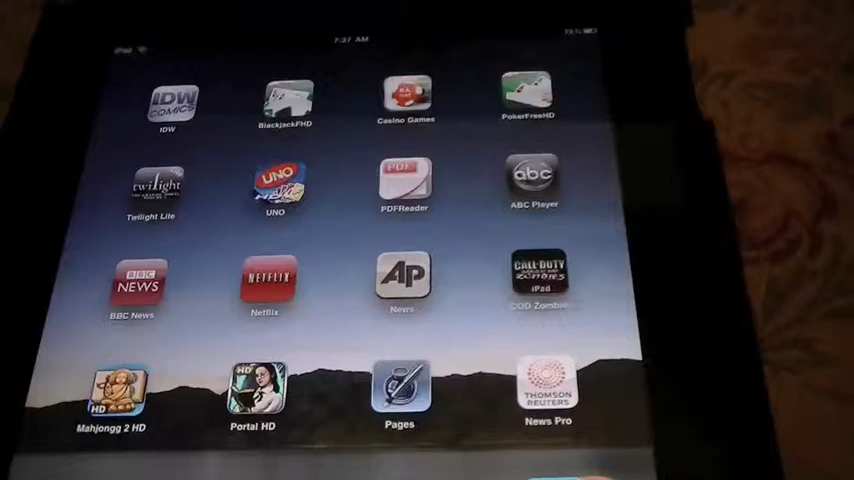 iPad 7:37 AM 75%
IDW COMICS
IDW BlackjackFHD Casino Games PokerFreeHD
twilight UNO PDF abc
Twilight Lite UNO PDFReader ABC Player
BBC NEWS NETFLIX AP CALL OF DUTY ZOMBIES iPad
BBC News Netflix News COD Zombies
HD HD THOMSON REUTERS
Mahjongg 2 HD Portal HD Pages News Pro